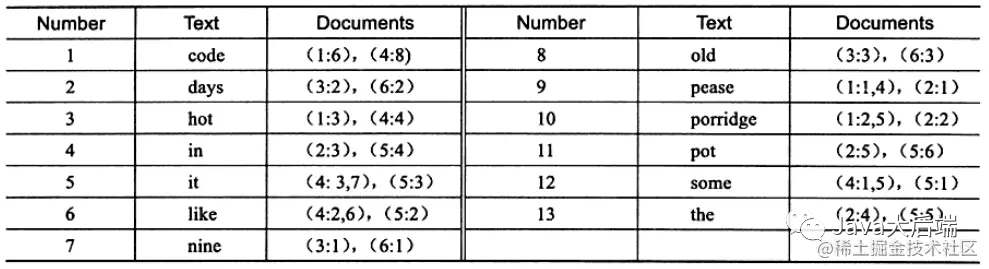 Number Text Documents Number Text Documents
1 code (1:6), (4:8) 8 old (3:3), (6:3)
2 days (3:2), (6:2) 9 pease (1:1,4), (2:1)
3 hot (1:3), (4:4) 10 porridge (1:2,5), (2:2)
4 in (2:3), (5:4) 11 pot (2:5), (5:6)
5 it (4: 3,7), (5:3) 12 some (4:1,5), (5:1)
6 like (4:2,6), (5:2) 13 the (2:4), (5:5)
7 nine (3:1), (6:1)
Java大后端
@稀土掘金技术社区